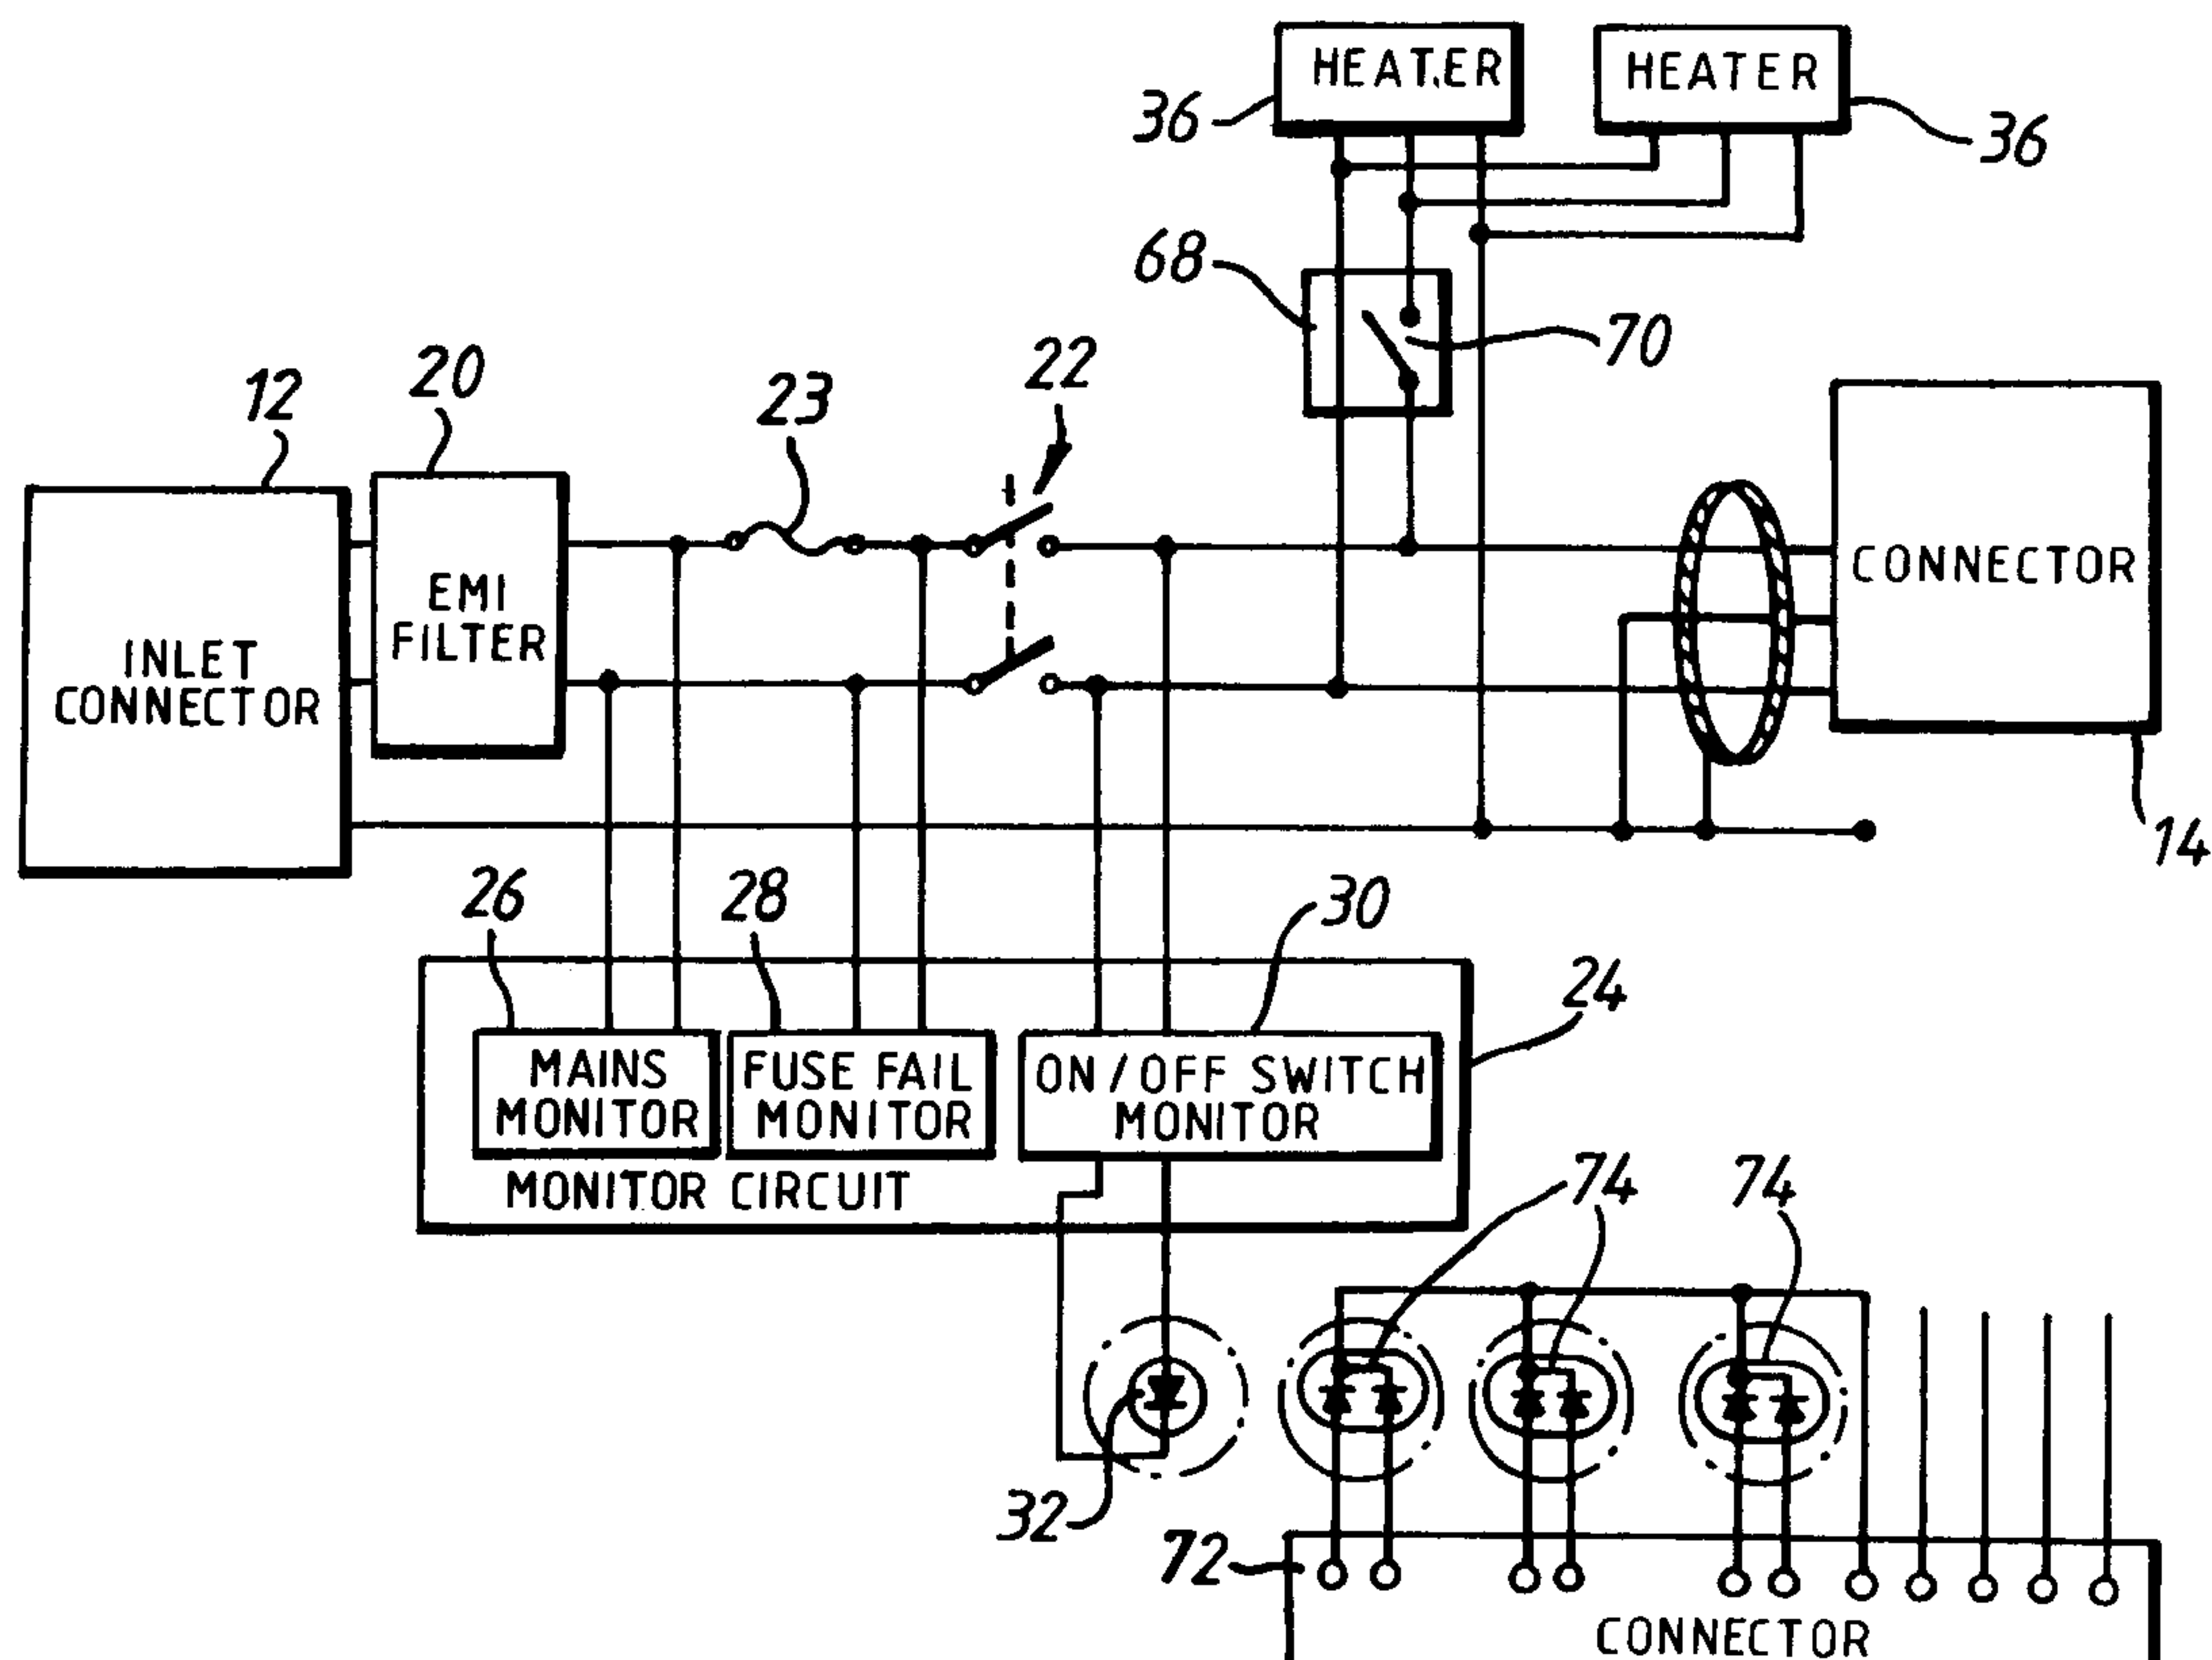 HEATER
HEATER
36
36
68
70
22
12
20
23
INLET
CONNECTOR
EMI
FILTER
CONNECTOR
14
26
28
30
24
MAINS
MONITOR
FUSE FAIL
MONITOR
ON/OFF SWITCH
MONITOR
MONITOR CIRCUIT
74
74
32
72
CONNECTOR